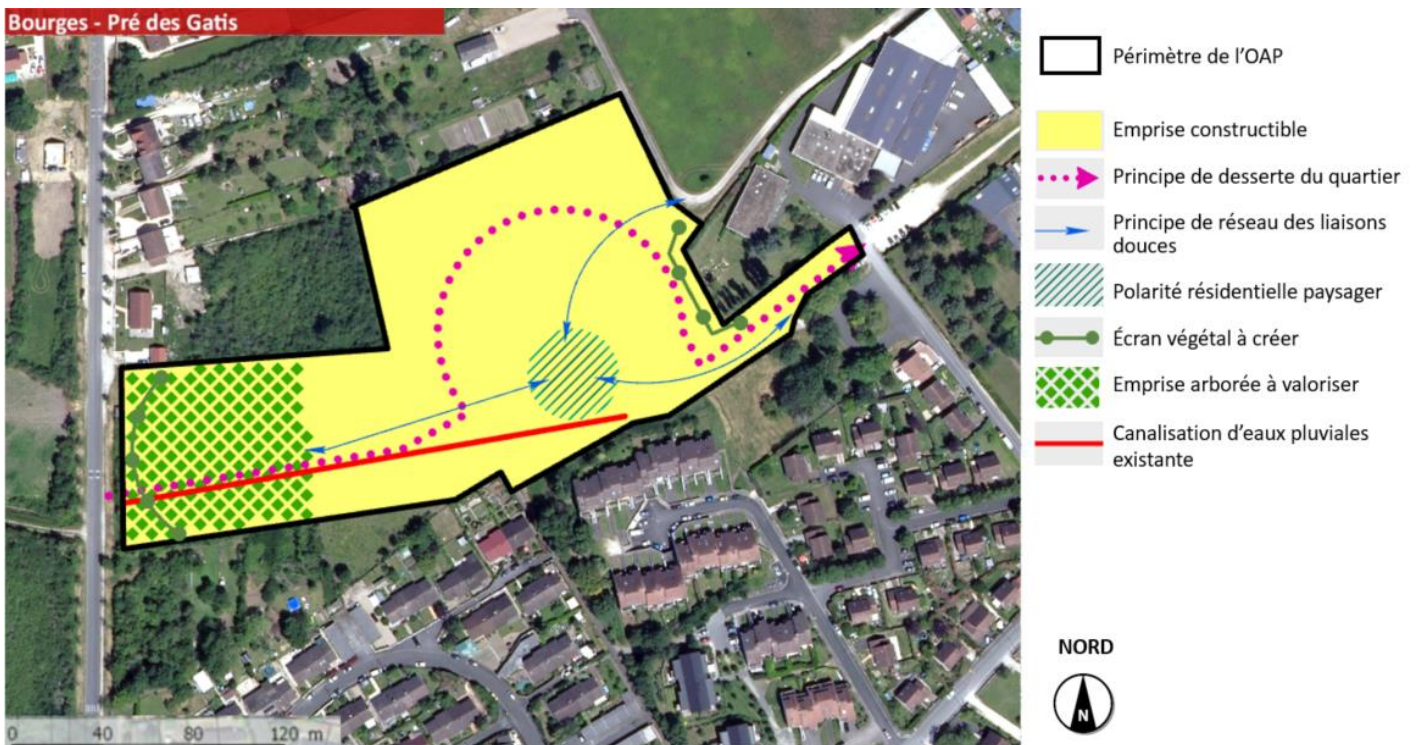 Bourges - Pré des Gatis
Périmètre de l'OAP
Emprise constructible
Principe de desserte du quartier
Principe de réseau des liaisons
douces
Polarité résidentielle paysager
Écran végétal à créer
Emprise arborée à valoriser
Canalisation d'eaux pluviales
existante
NORD
N
0 40 80 120 m